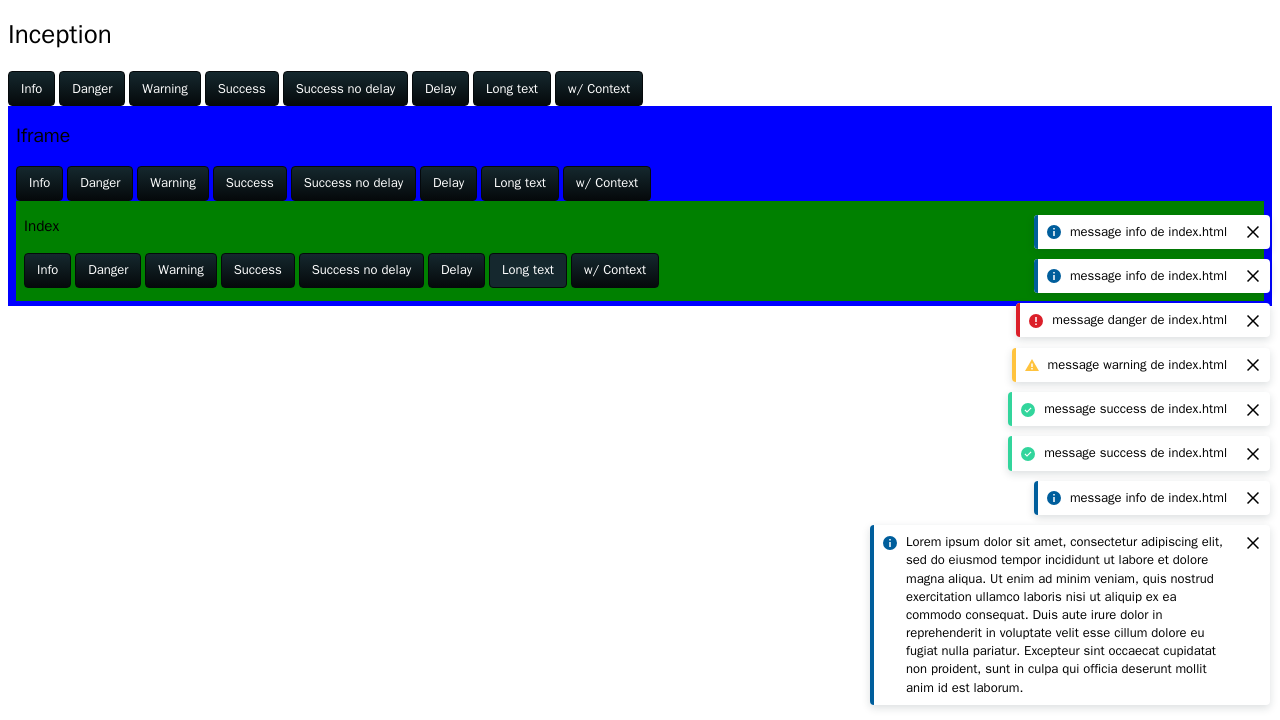 Inception
Info Danger Warning Success Success no delay Delay Long text w/ Context
Iframe
Info Danger Warning Success Success no delay Delay Long text w/ Context
Index
Info Danger Warning Success Success no delay Delay Long text w/ Context
message info de index.html
message info de index.html
message danger de index.html
message warning de index.html
message success de index.html
message success de index.html
message info de index.html
Lorem ipsum dolor sit amet, consectetur adipiscing elit,
sed do eiusmod tempor incididunt ut labore et dolore
magna aliqua. Ut enim ad minim veniam, quis nostrud
exercitation ullamco laboris nisi ut aliquip ex ea
commodo consequat. Duis aute irure dolor in
reprehenderit in voluptate velit esse cillum dolore eu
fugiat nulla pariatur. Excepteur sint occaecat cupidatat
non proident, sunt in culpa qui officia deserunt mollit
anim id est laborum.